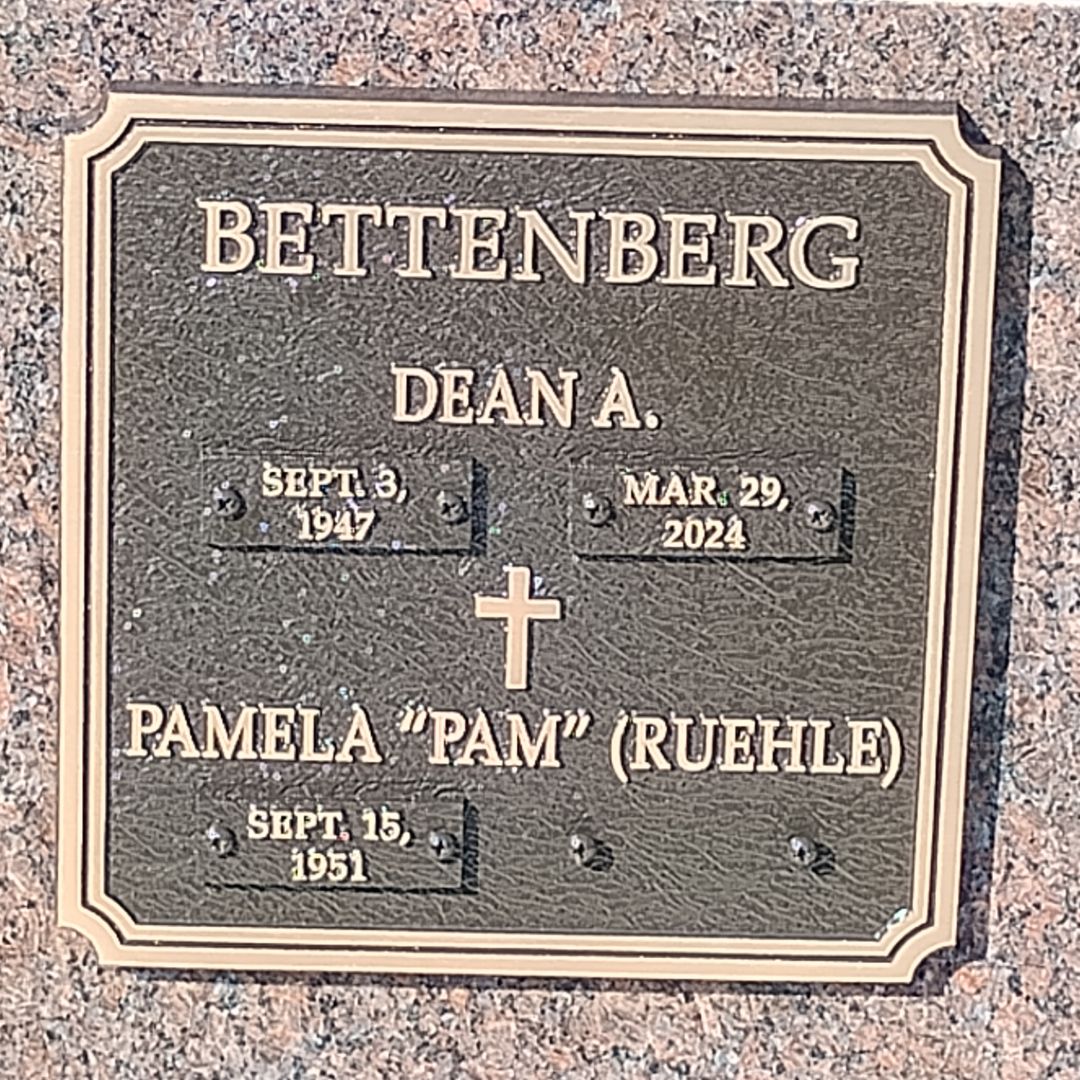 BETTENBERG
DEAN A.
SEPT. 3,
1947
MAR. 29,
2024
PAMELA "PAM" (RUEHLE)
SEPT. 15,
1951